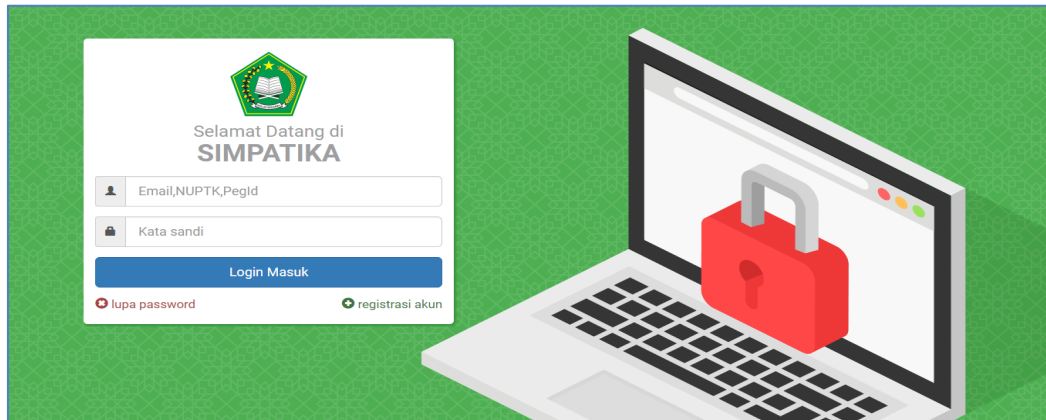 Selamat Datang di
SIMPATIKA
Email,NUPTK,PegId
Kata sandi
Login Masuk
lupa password
registrasi akun